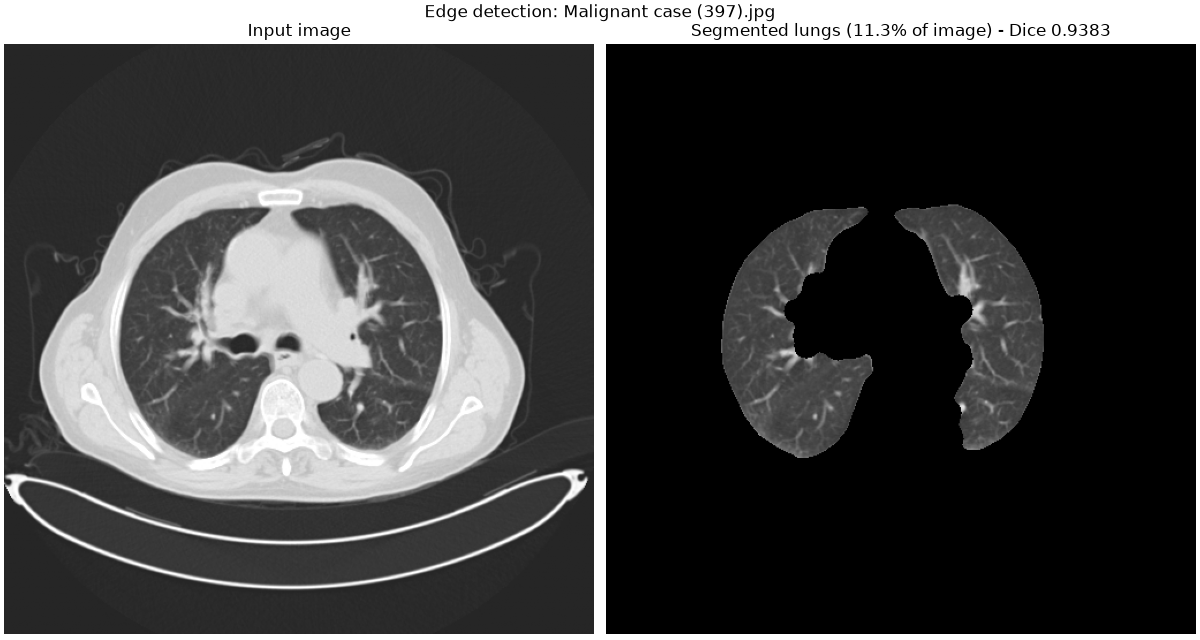 Edge detection: Malignant case (397).jpg
Input image
Segmented lungs (11.3% of image) - Dice 0.9383